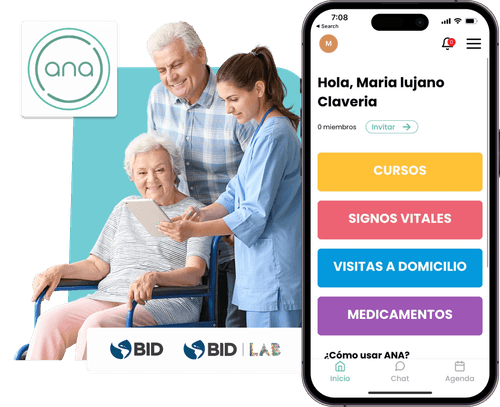 ana
BID
BID LAB
7:08
Search
M
Hola, Maria lujano
Claveria
0 miembros
Invitar
CURSOS
SIGNOS VITALES
VISITAS A DOMICILIO
MEDICAMENTOS
¿Cómo usar ANA?
Inicio
Chat
Agenda